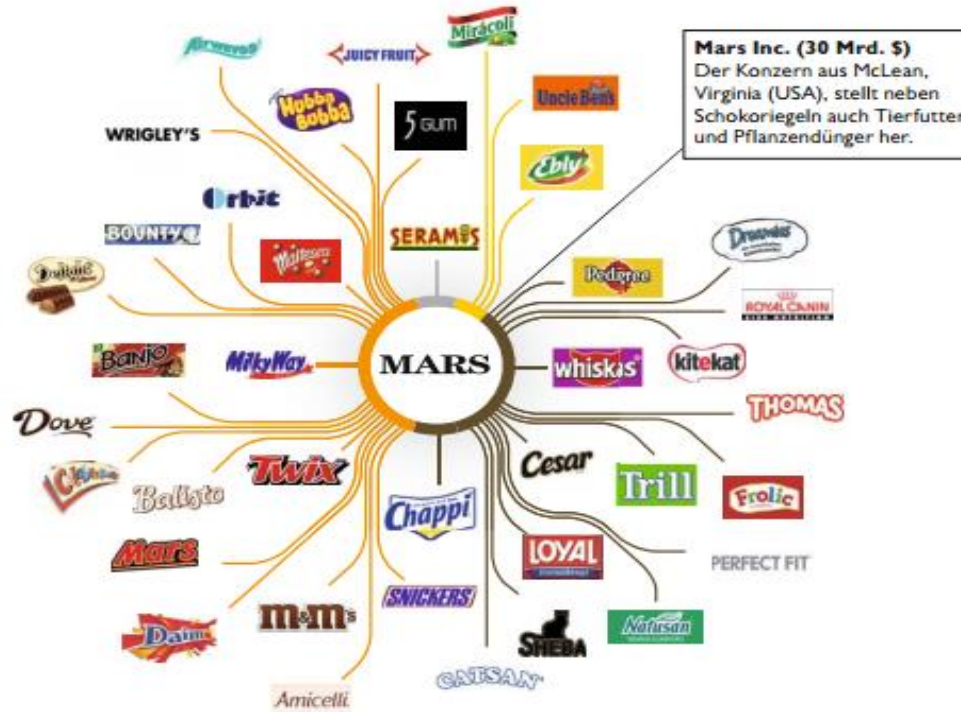 Airwaves
JUICY FRUIT
Mirácoli
Mars Inc. (30 Mrd. $)
Der Konzern aus McLean,
Virginia (USA), stellt neben
Schokoriegeln auch Tierfutter
und Pflanzendünger her.
Hubba
Bubba
Uncle Ben's
5 GUM
WRIGLEY'S
Ebly
Orbit
BOUNTY
SERAMIS
Dreamies
Maltesers
Pedigree
ROYAL CANIN
Banjo
MilkyWay
MARS
whiskas
kitekat
THOMAS
Dove
Celebrations
Balisto
TWIX
Cesar
Trill
Frolic
Chappi
Mars
LOYAL
PERFECT FIT
SNICKERS
Daim
m&m's
SHEBA
Natusan
CATSAN
Amicelli